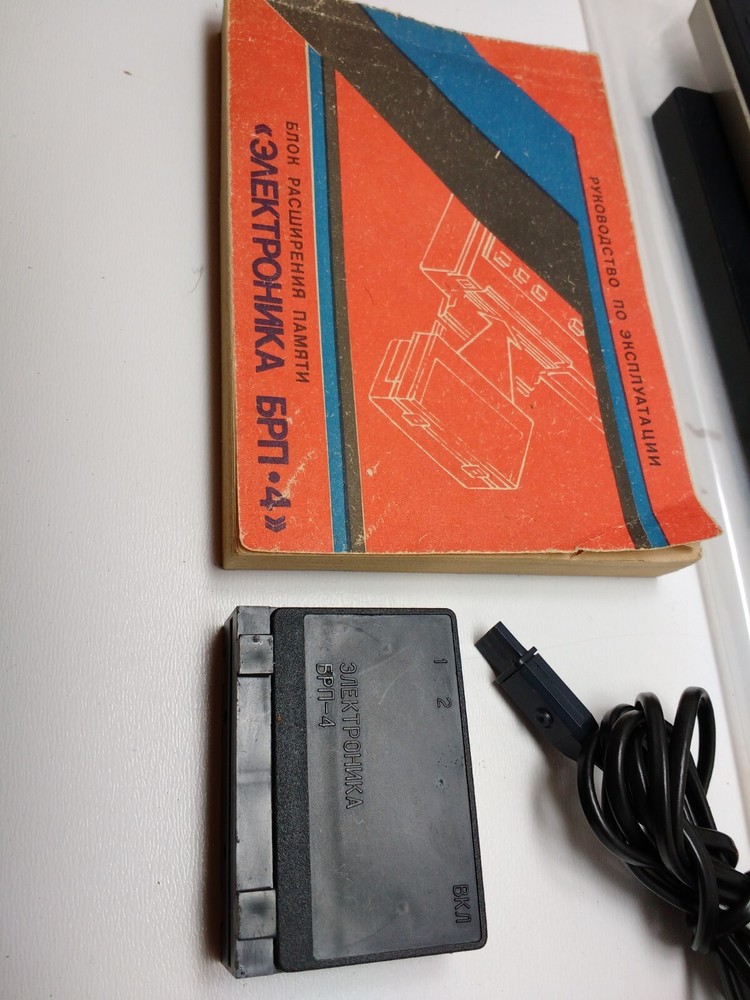 РУКОВОДСТВО ПО ЭКСПЛУАТАЦИИ
БЛОК РАСШИРЕНИЯ ПАМЯТИ
«ЭЛЕКТРОНИКА БРП•4»
1 2
ВКЛ
ЭЛЕКТРОНИКА
БРП-4